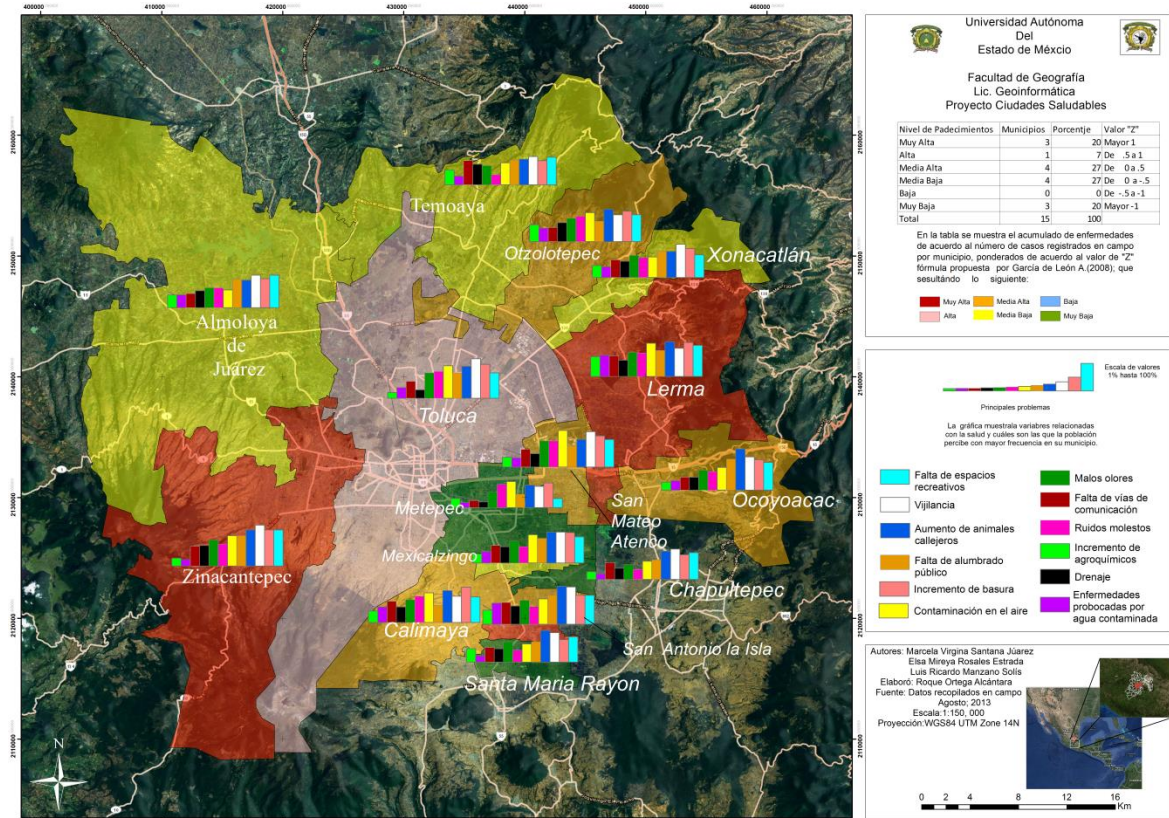 400000 410000 420000 430000 440000 450000 460000
2160000
2150000
2140000
2130000
2120000
2110000
Temoaya
Otzolotepec
Xonacatlán
Almoloya
de
Juárez
Toluca
Lerma
Metepec
San
Mateo
Atenco
Ocoyoacac
Mexicalzingo
Zinacantepec
Chapultepec
Calimaya
San Antonio la Isla
Santa Maria Rayon
N
Universidad Autónoma
Del
Estado de Méxcio
Facultad de Geografía
Lic. Geoinformática
Proyecto Ciudades Saludables
Nivel de Padecimientos Municipios Porcentje Valor "Z"
Muy Alta 3 20 Mayor 1
Alta 1 7 De .5 a 1
Media Alta 4 27 De 0 a .5
Media Baja 4 27 De 0 a -.5
Baja 0 0 De -.5 a -1
Muy Baja 3 20 Mayor -1
Total 15 100
En la tabla se muestra el acumulado de enfermedades
de acuerdo al número de casos registrados en campo
por municipio, ponderados de acuerdo al valor de "Z"
fórmula propuesta por García de León A.(2008); que
sesultándo lo siguiente:
Muy Alta Media Alta Baja
Alta Media Baja Muy Baja
Escala de valores
1% hasta 100%
Principales problemas
La gráfica muestrala variabres relacionadas
con la salud y cuáles son las que la población
percibe con mayor frecuencia en su municipio.
Falta de espacios
recreativos
Vijilancia
Aumento de animales
callejeros
Falta de alumbrado
público
Incremento de basura
Contaminación en el aire
Malos olores
Falta de vías de
comunicación
Ruidos molestos
Incremento de
agroquímicos
Drenaje
Enfermedades
probocadas por
agua contaminada
Autores: Marcela Virgina Santana Juárez
Elsa Mireya Rosales Estrada
Luis Ricardo Manzano Solís
Elaboró: Roque Ortega Alcántara
Fuente: Datos recopilados en campo
Agosto; 2013
Escala:1:150, 000
Proyección:WGS84 UTM Zone 14N
0 2 4 8 12 16
Km